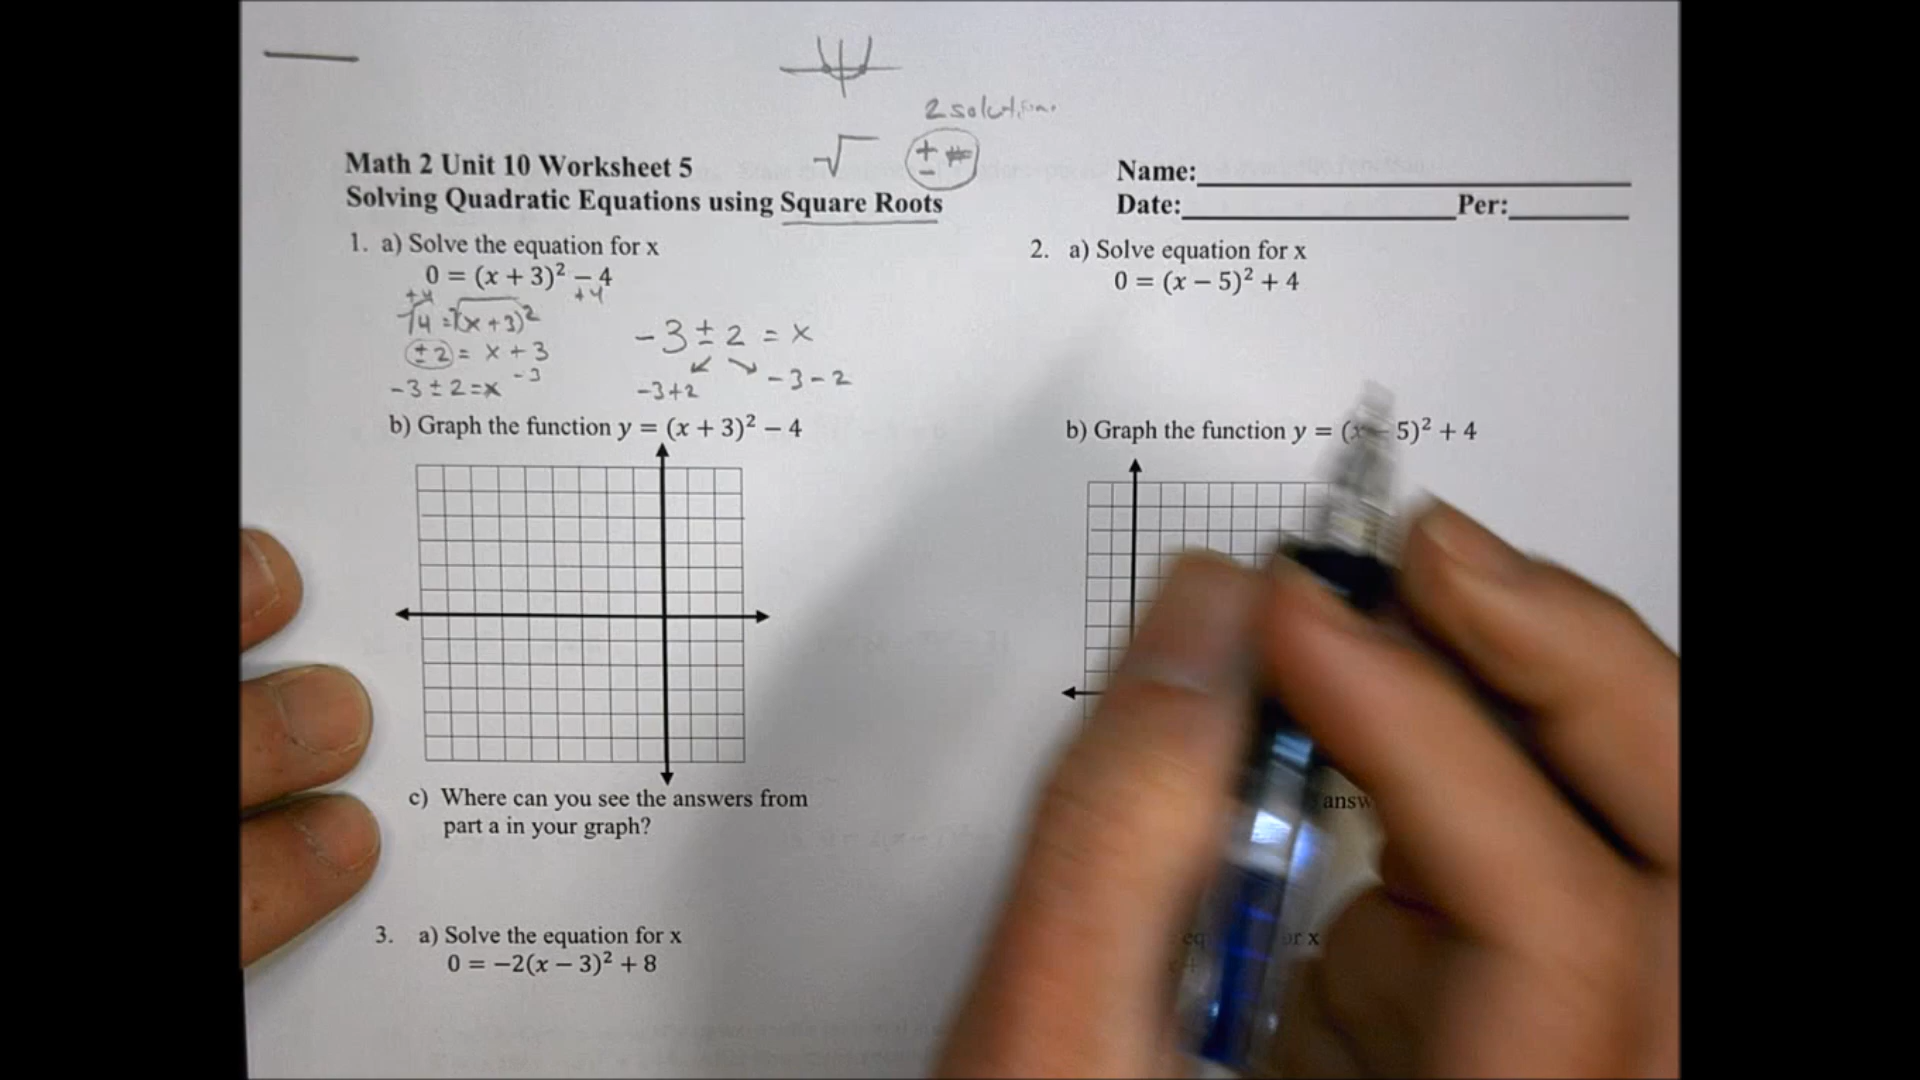 2 solutions
√ ± #
Math 2 Unit 10 Worksheet 5
Solving Quadratic Equations using Square Roots
Name:
Date: Per:
1. a) Solve the equation for x
0 = (x + 3)² − 4
+4 +4
√4 = √(x+3)²
±2 = x + 3
-3
-3 ± 2 = x
-3 ± 2 = x
-3+2 -3-2
b) Graph the function y = (x + 3)² − 4
c) Where can you see the answers from
part a in your graph?
2. a) Solve equation for x
0 = (x − 5)² + 4
b) Graph the function y = (x − 5)² + 4
answ
3. a) Solve the equation for x
0 = −2(x − 3)² + 8
eq or x